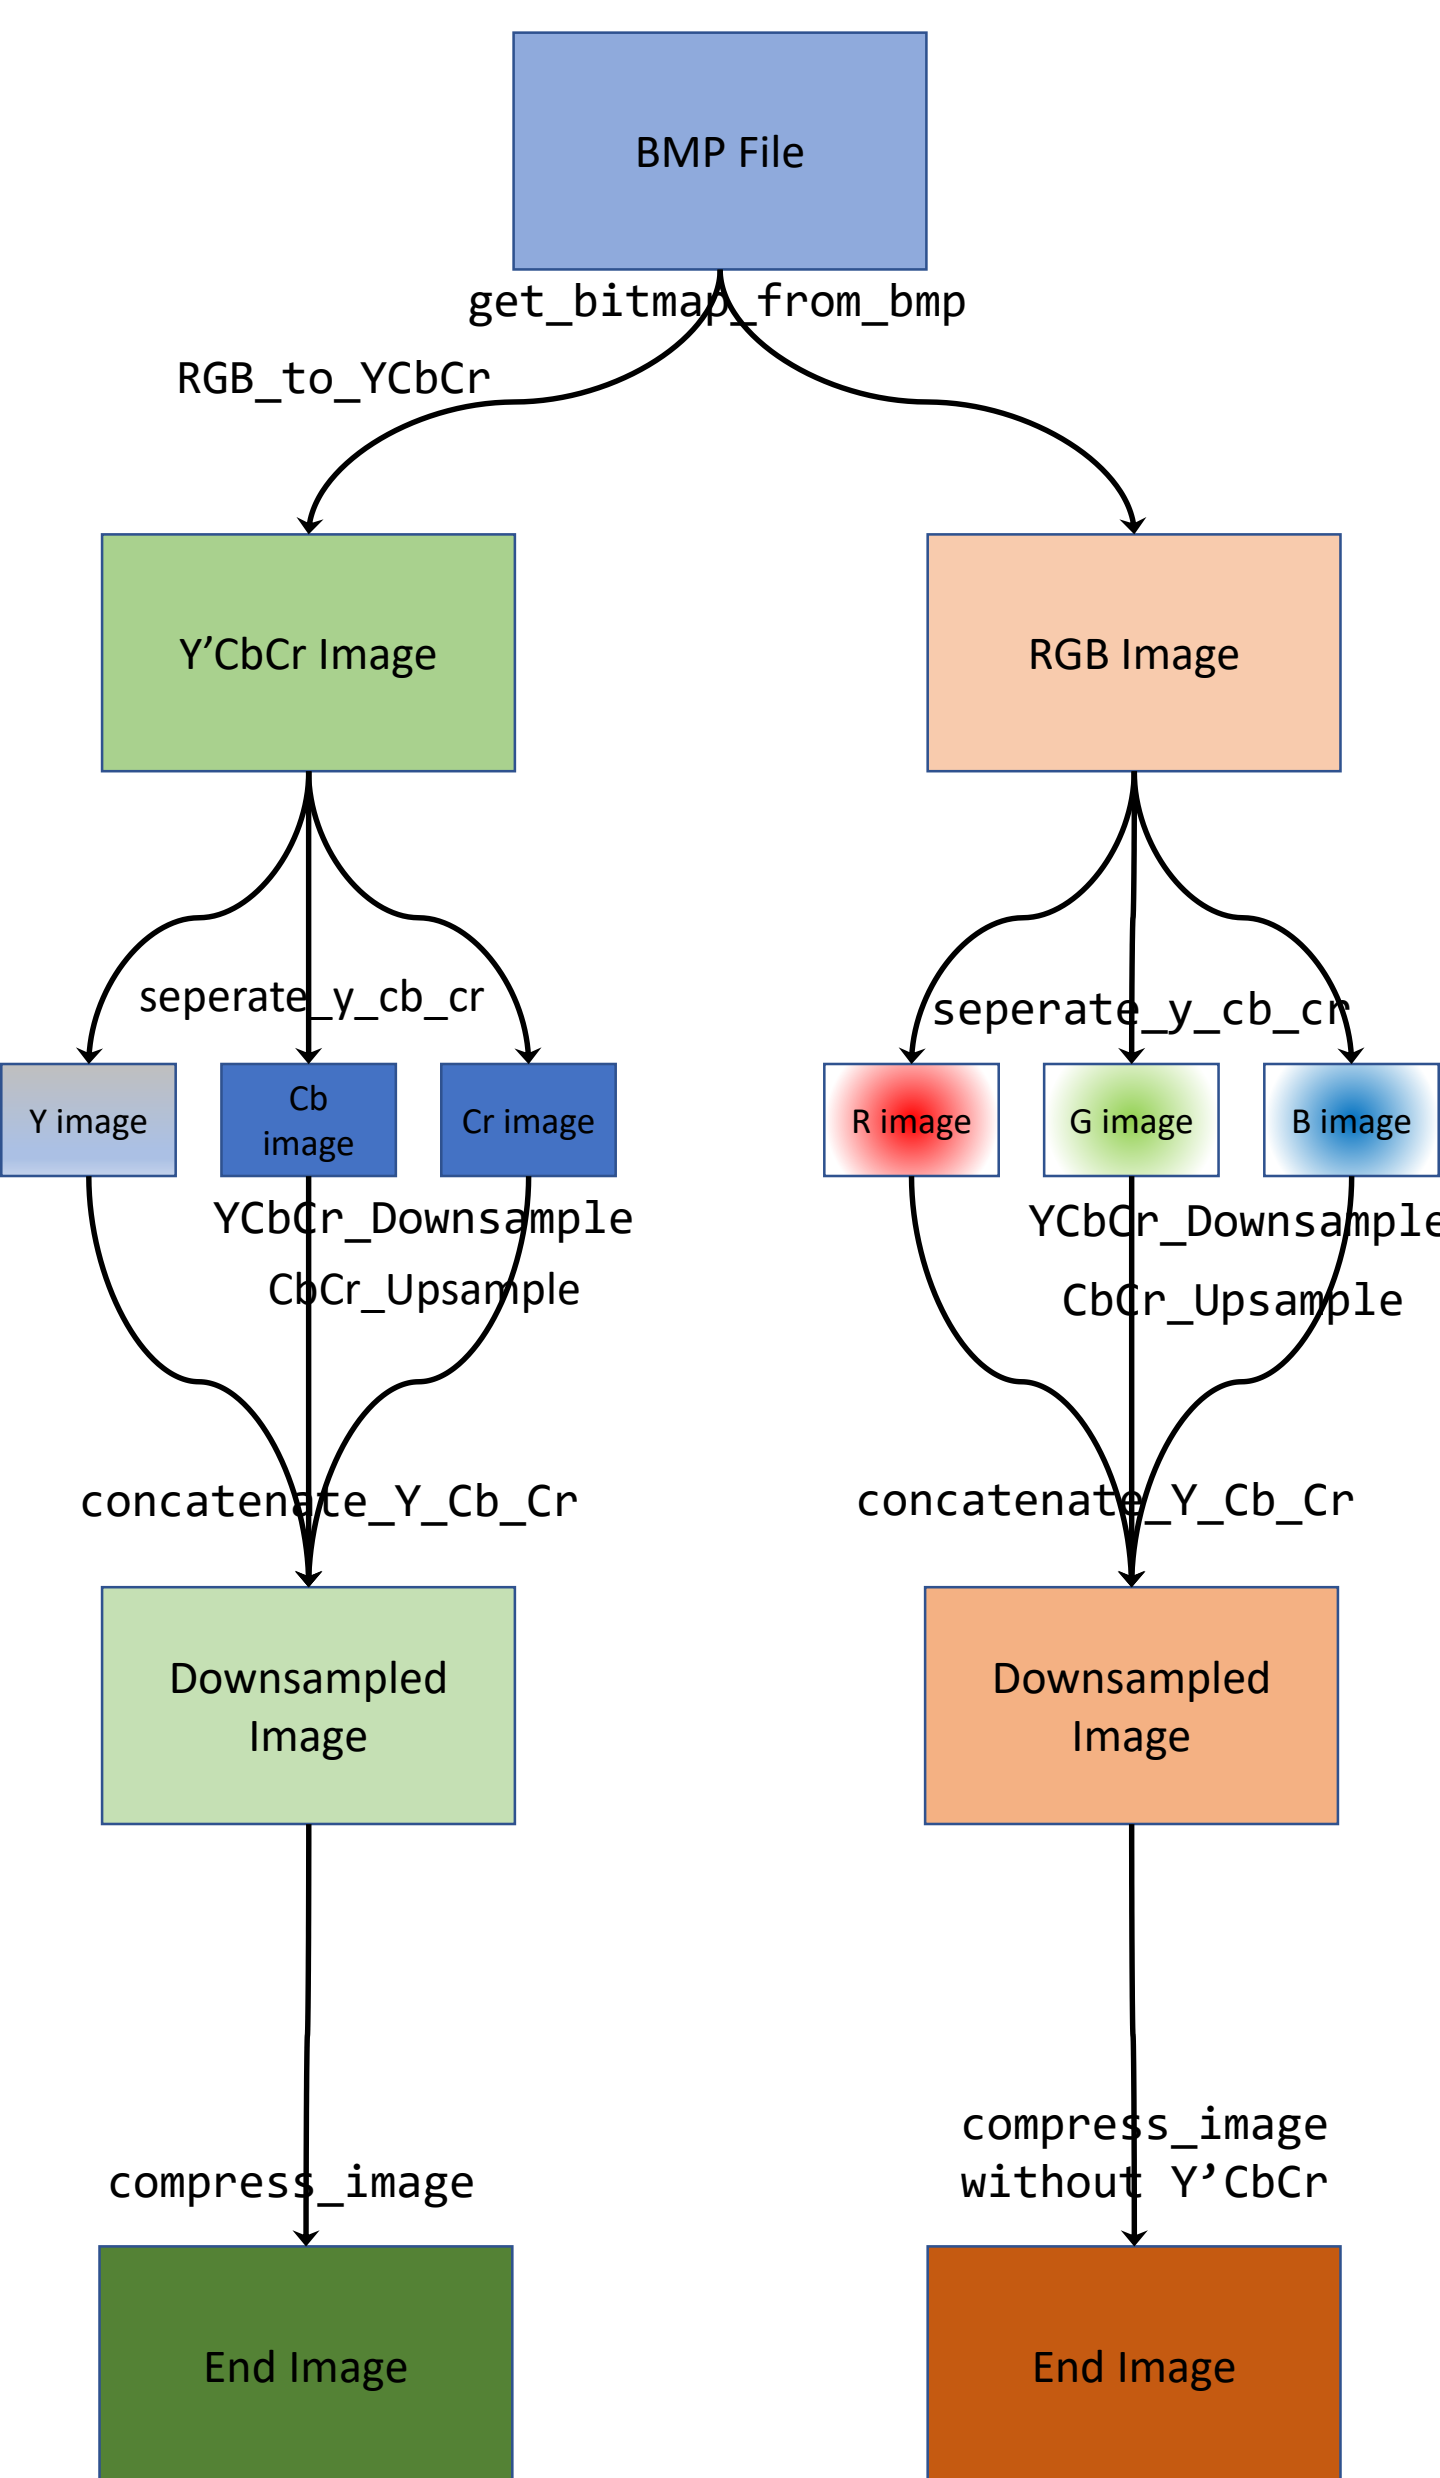 BMP File
get_bitmap_from_bmp
RGB_to_YCbCr
Y’CbCr Image
RGB Image
seperate_y_cb_cr
seperate_y_cb_cr
Y image
Cb
image
Cr image
R image
G image
B image
YCbCr_Downsample
YCbCr_Downsample
CbCr_Upsample
CbCr_Upsample
concatenate_Y_Cb_Cr
concatenate_Y_Cb_Cr
Downsampled
Image
Downsampled
Image
compress_image
compress_image
without Y’CbCr
End Image
End Image